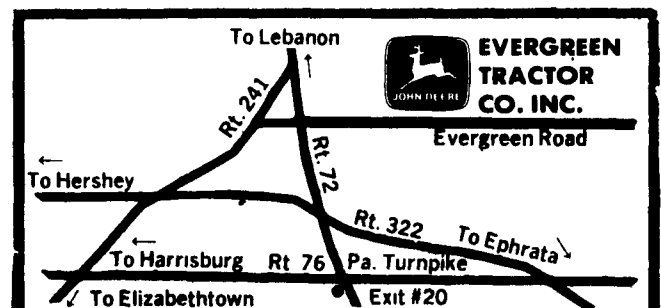 To Lebanon
EVERGREEN
TRACTOR
CO. INC.
JOHN DEERE
Rt. 241
Evergreen Road
Rt. 72
To Hershey
Rt. 322
To Ephrata
To Harrisburg
Rt 76
Pa. Turnpike
To Elizabethtown
Exit #20